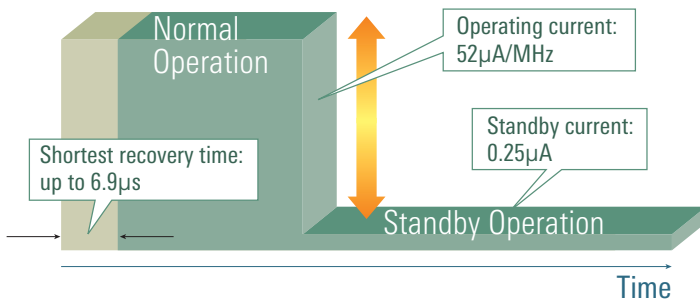 Normal
Operation
Operating current:
52µA/MHz
Shortest recovery time:
up to 6.9µs
Standby current:
0.25µA
Standby Operation
Time